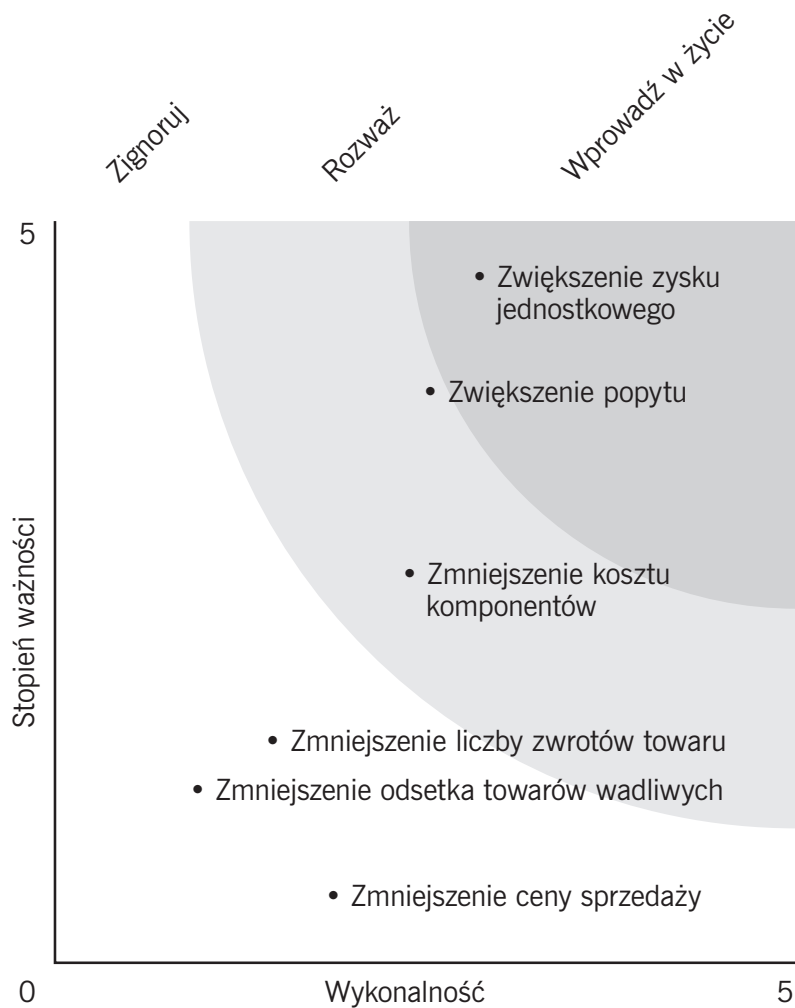 Zignoruj
Rozważ
Wprowadź w życie
5
• Zwiększenie zysku
jednostkowego
• Zwiększenie popytu
• Zmniejszenie kosztu
komponentów
• Zmniejszenie liczby zwrotów towaru
• Zmniejszenie odsetka towarów wadliwych
• Zmniejszenie ceny sprzedaży
Stopień ważności
0
Wykonalność
5